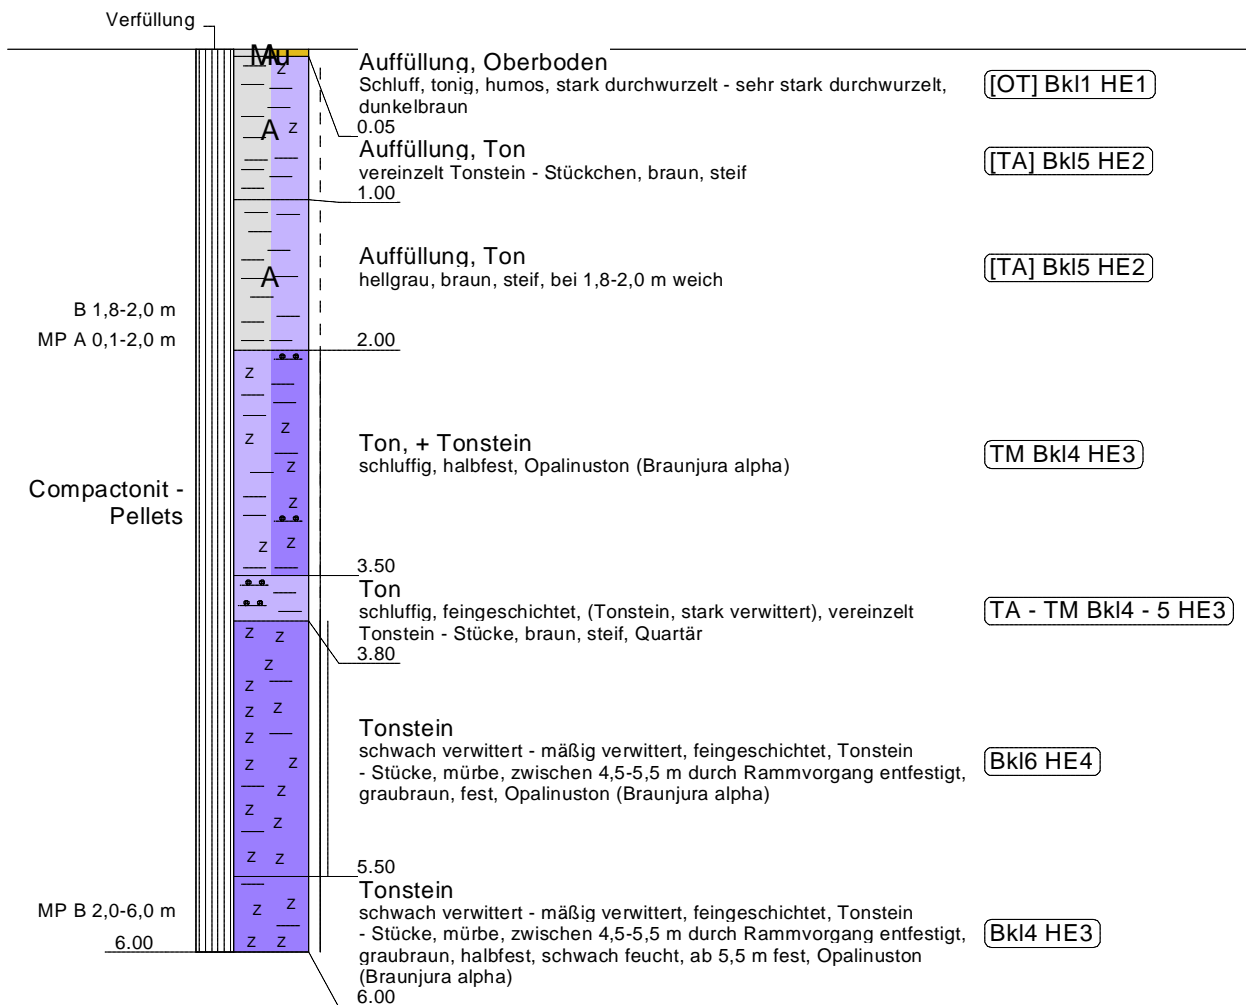 Verfüllung
Mu
A
Auffüllung, Oberboden
Schluff, tonig, humos, stark durchwurzelt - sehr stark durchwurzelt,
dunkelbraun
0.05
[OT] Bkl1 HE1
A
Auffüllung, Ton
vereinzelt Tonstein - Stückchen, braun, steif
1.00
[TA] Bkl5 HE2
A
Auffüllung, Ton
hellgrau, braun, steif, bei 1,8-2,0 m weich
[TA] Bkl5 HE2
B 1,8-2,0 m
MP A 0,1-2,0 m
2.00
Ton, + Tonstein
schluffig, halbfest, Opalinuston (Braunjura alpha)
TM Bkl4 HE3
Compactonit -
Pellets
3.50
Ton
schluffig, feingeschichtet, (Tonstein, stark verwittert), vereinzelt
Tonstein - Stücke, braun, steif, Quartär
3.80
TA - TM Bkl4 - 5 HE3
Tonstein
schwach verwittert - mäßig verwittert, feingeschichtet, Tonstein
- Stücke, mürbe, zwischen 4,5-5,5 m durch Rammvorgang entfestigt,
graubraun, fest, Opalinuston (Braunjura alpha)
Bkl6 HE4
5.50
Tonstein
schwach verwittert - mäßig verwittert, feingeschichtet, Tonstein
- Stücke, mürbe, zwischen 4,5-5,5 m durch Rammvorgang entfestigt,
graubraun, halbfest, schwach feucht, ab 5,5 m fest, Opalinuston
(Braunjura alpha)
6.00
Bkl4 HE3
MP B 2,0-6,0 m
6.00